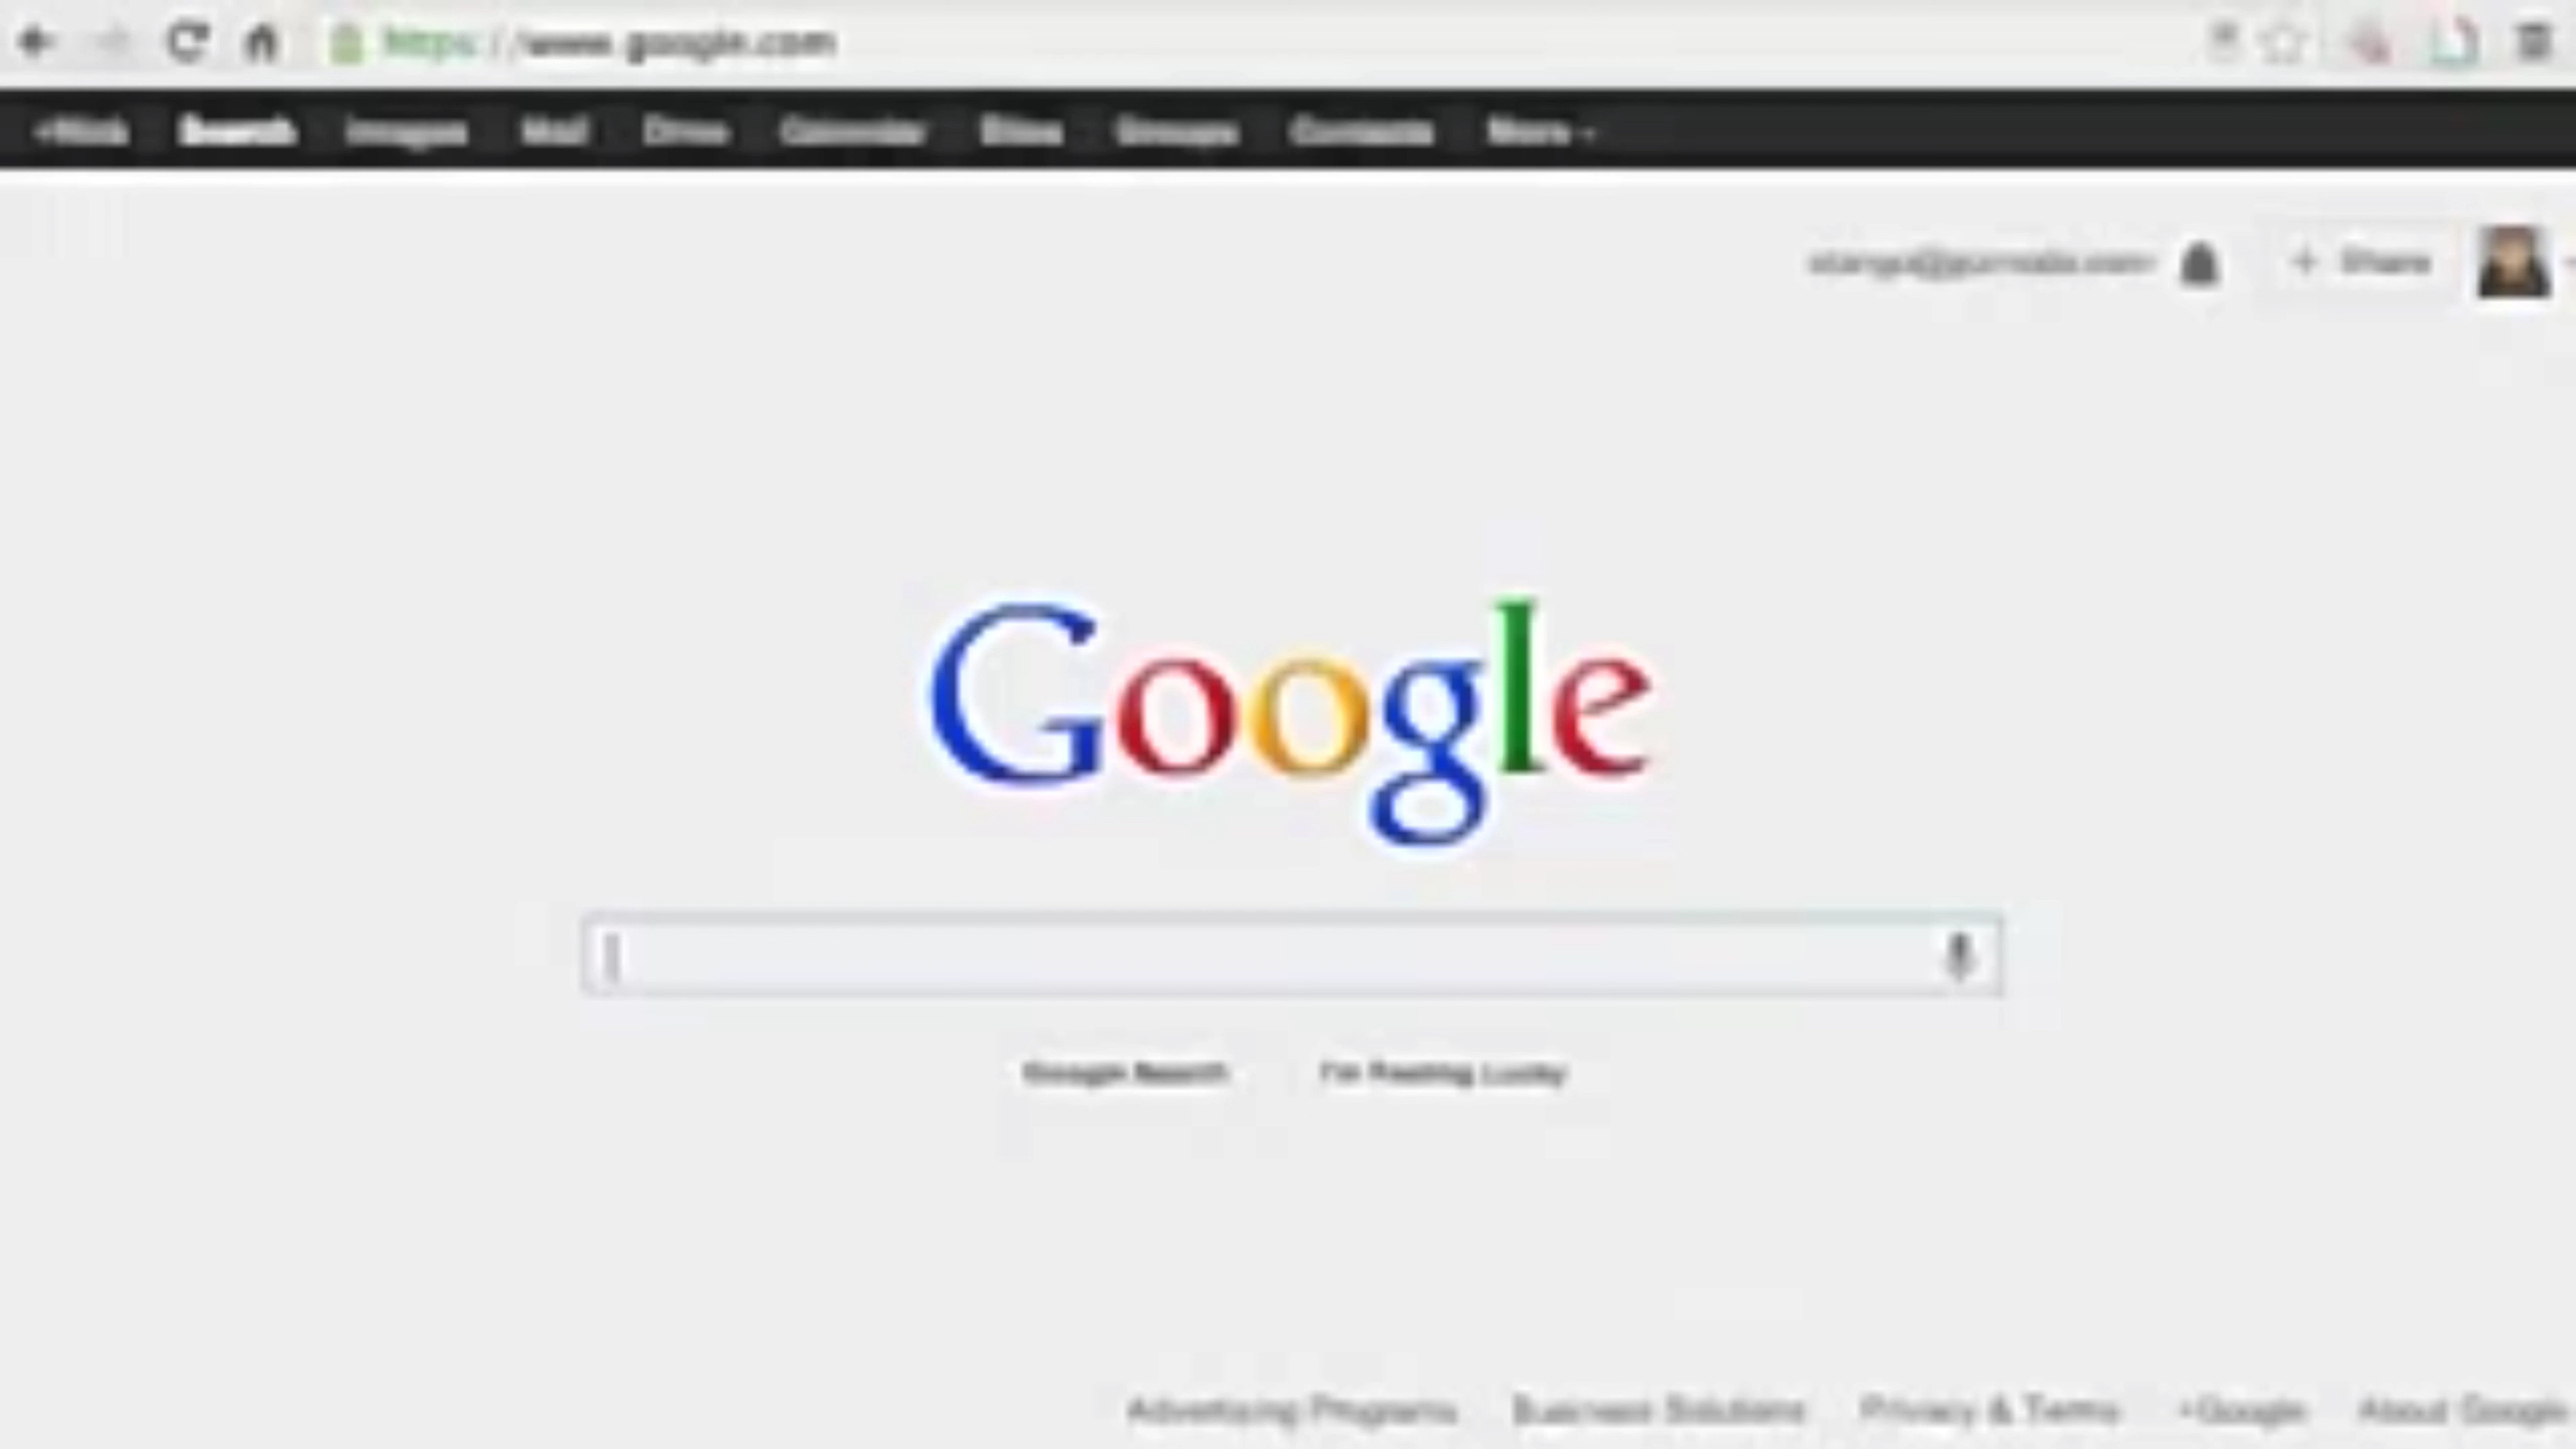 https://www.google.com
Search Images Mail Drive Calendar Sites Groups Contacts More
+ Share
Google
Google Search I'm Feeling Lucky
Advertising Programs Business Solutions Privacy & Terms +Google About Google